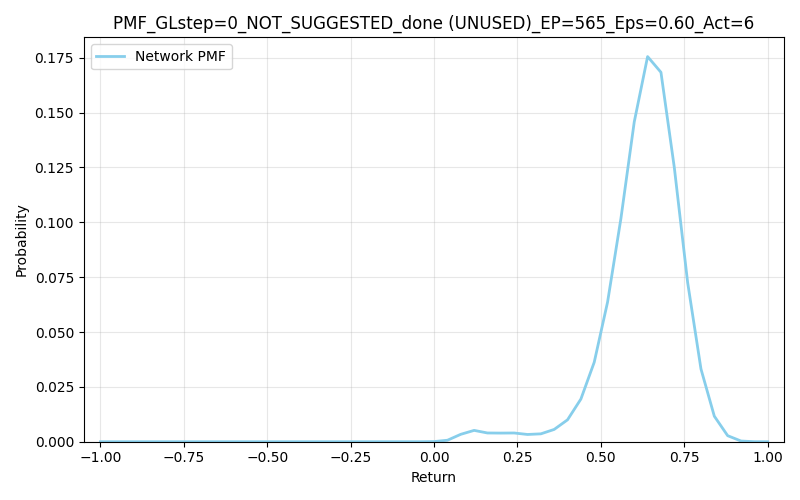 PMF_GLstep=0_NOT_SUGGESTED_done (UNUSED)_EP=565_Eps=0.60_Act=6
Network PMF
0.175
0.150
0.125
0.100
0.075
0.050
0.025
0.000
Probability
−1.00 −0.75 −0.50 −0.25 0.00 0.25 0.50 0.75 1.00
Return